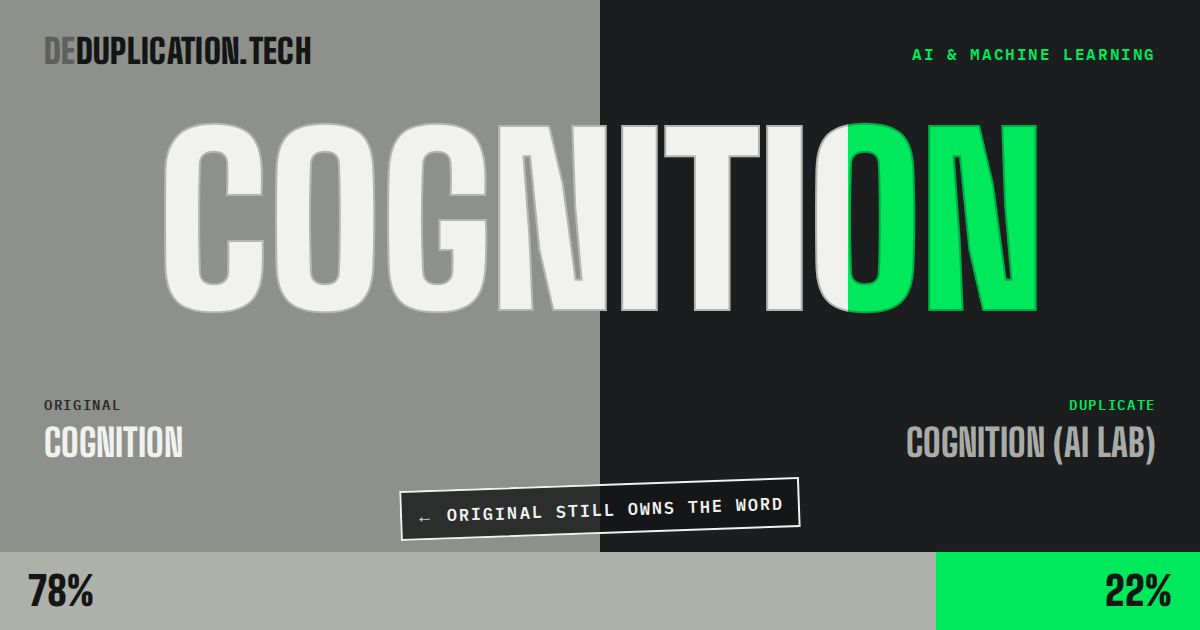 DEDUPLICATION.TECH
AI & MACHINE LEARNING
COGNITION
ORIGINAL
COGNITION
DUPLICATE
COGNITION (AI LAB)
← ORIGINAL STILL OWNS THE WORD
78%
22%